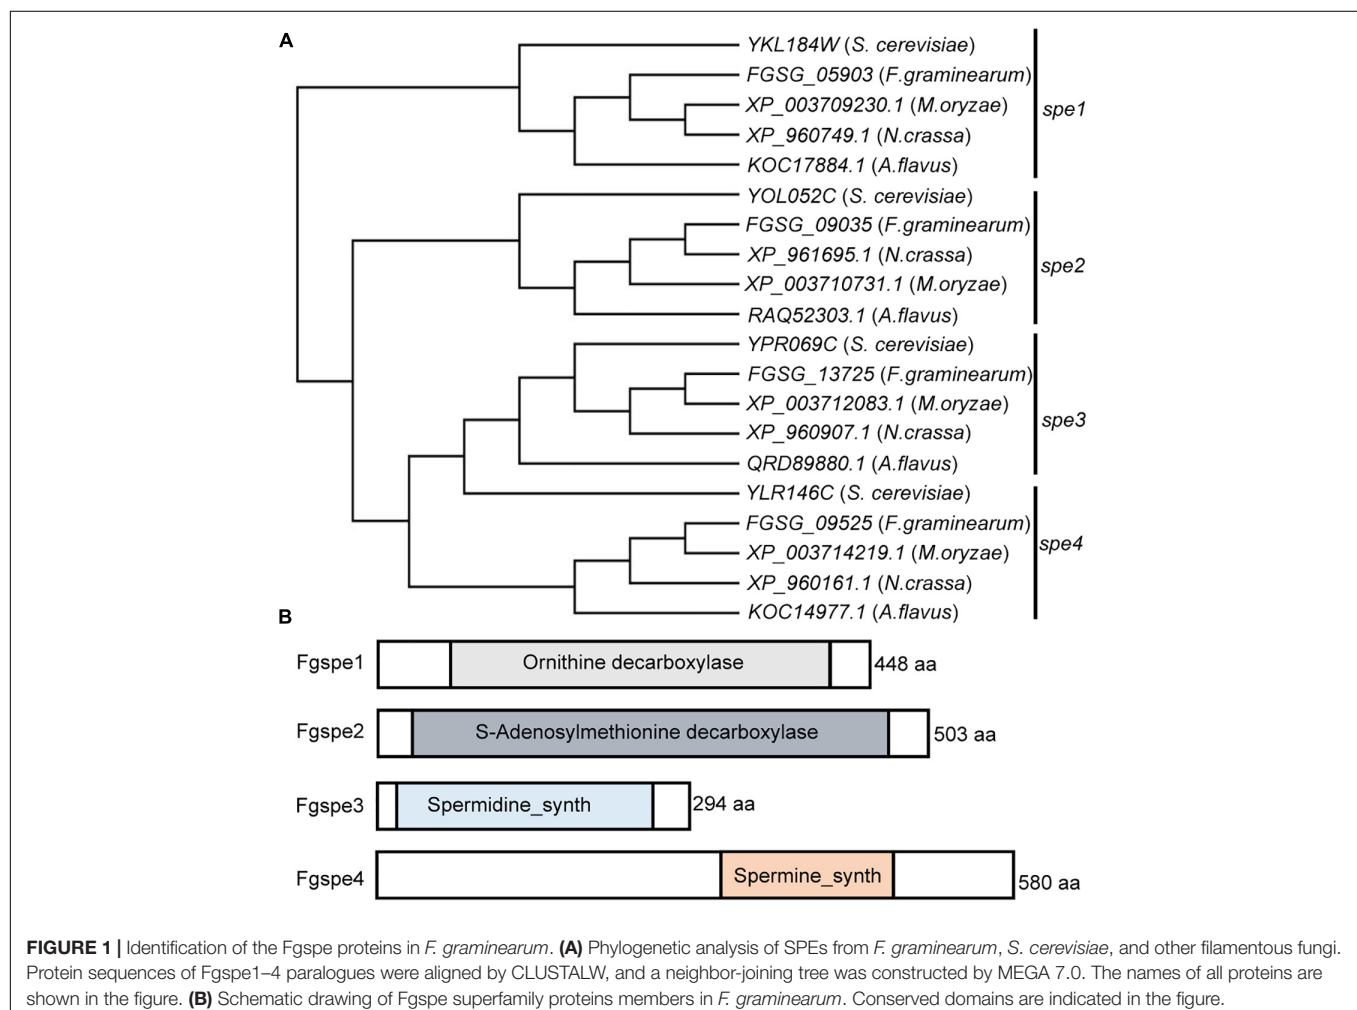 A
YKL184W (S. cerevisiae)
FGSG_05903 (F.graminearum)
XP_003709230.1 (M.oryzae)
XP_960749.1 (N.crassa)
KOC17884.1 (A.flavus)
spe1
YOL052C (S. cerevisiae)
FGSG_09035 (F.graminearum)
XP_961695.1 (N.crassa)
XP_003710731.1 (M.oryzae)
RAQ52303.1 (A.flavus)
spe2
YPR069C (S. cerevisiae)
FGSG_13725 (F.graminearum)
XP_003712083.1 (M.oryzae)
XP_960907.1 (N.crassa)
QRD89880.1 (A.flavus)
spe3
YLR146C (S. cerevisiae)
FGSG_09525 (F.graminearum)
XP_003714219.1 (M.oryzae)
XP_960161.1 (N.crassa)
KOC14977.1 (A.flavus)
spe4
B
Fgspe1 Ornithine decarboxylase 448 aa
Fgspe2 S-Adenosylmethionine decarboxylase 503 aa
Fgspe3 Spermidine_synth 294 aa
Fgspe4 Spermine_synth 580 aa
FIGURE 1 | Identification of the Fgspe proteins in F. graminearum. (A) Phylogenetic analysis of SPEs from F. graminearum, S. cerevisiae, and other filamentous fungi.
Protein sequences of Fgspe1–4 paralogues were aligned by CLUSTALW, and a neighbor-joining tree was constructed by MEGA 7.0. The names of all proteins are
shown in the figure. (B) Schematic drawing of Fgspe superfamily proteins members in F. graminearum. Conserved domains are indicated in the figure.